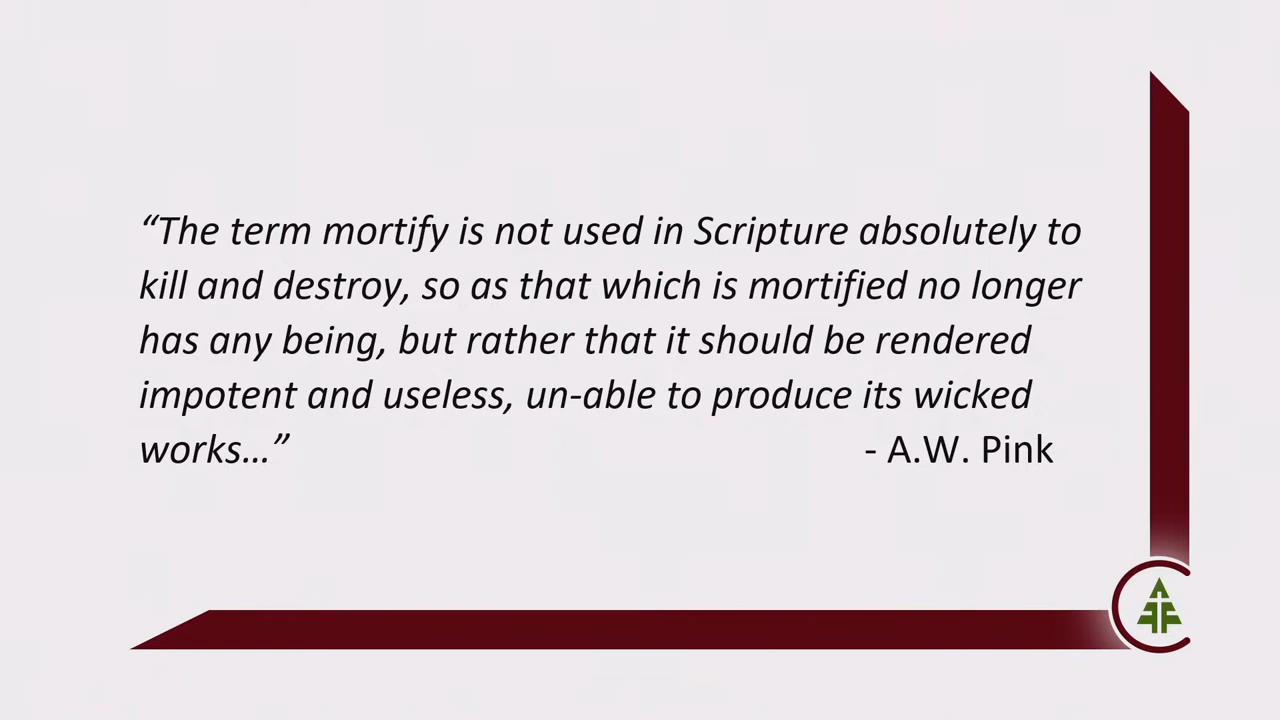 “The term mortify is not used in Scripture absolutely to
kill and destroy, so as that which is mortified no longer
has any being, but rather that it should be rendered
impotent and useless, un-able to produce its wicked
works…” - A.W. Pink